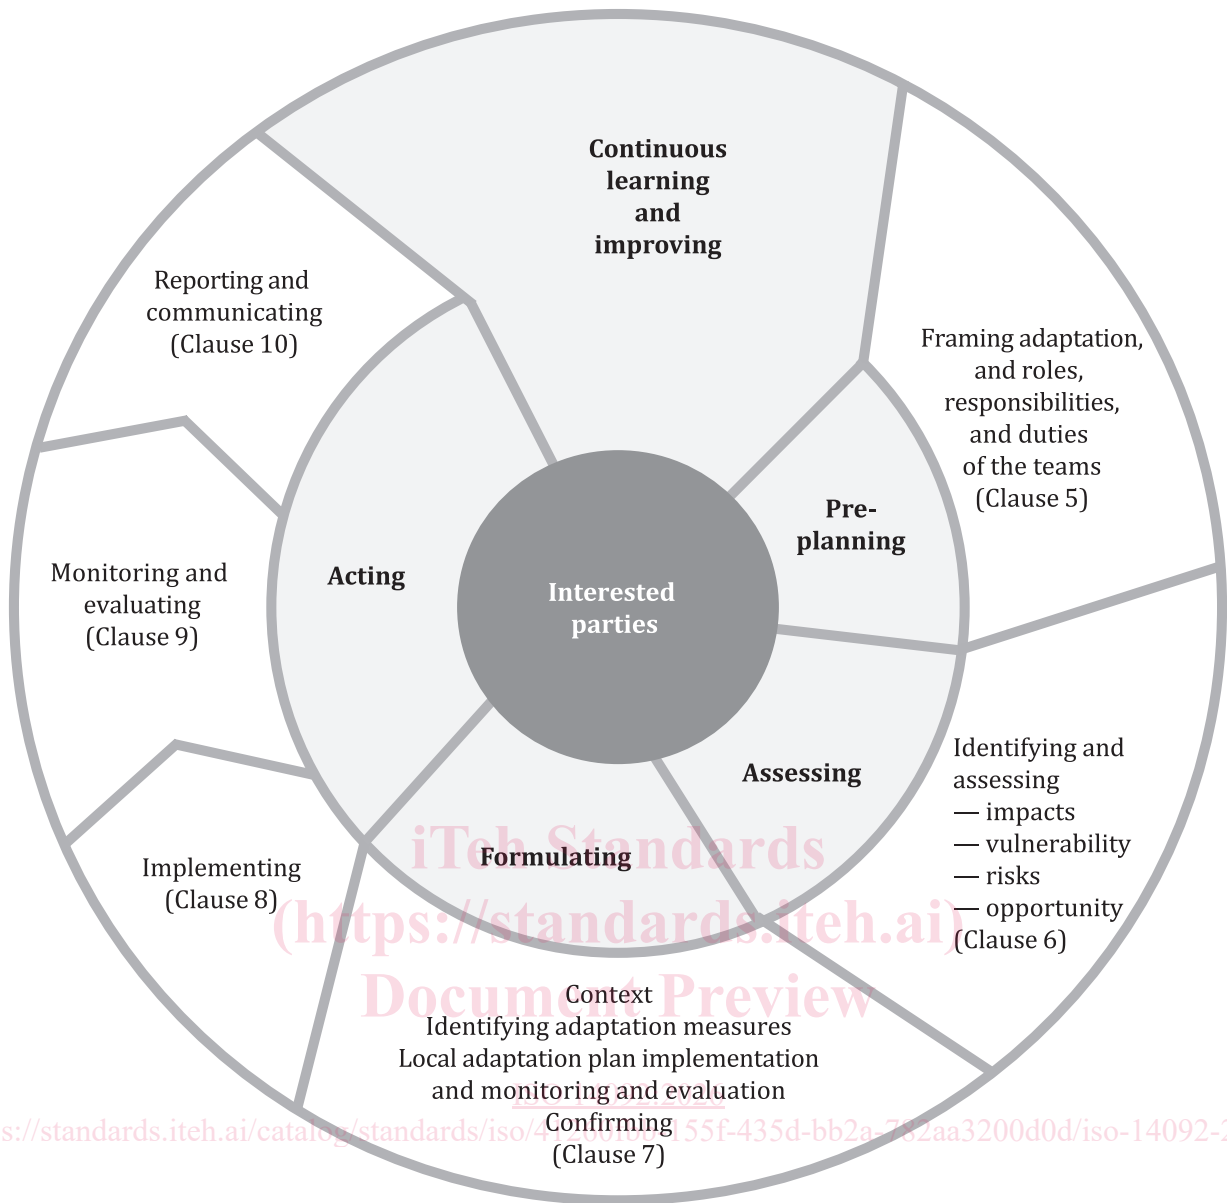 Continuous
learning
and
improving
Reporting and
communicating
(Clause 10)
Framing adaptation,
and roles,
responsibilities,
and duties
of the teams
(Clause 5)
Pre-
planning
Acting
Monitoring and
evaluating
(Clause 9)
Interested
parties
Assessing
Identifying and
assessing
— impacts
— vulnerability
— risks
— opportunity
(Clause 6)
Formulating
Implementing
(Clause 8)
iTeh Standards
(https://standards.iteh.ai)
Document Preview
Context
Identifying adaptation measures
Local adaptation plan implementation
and monitoring and evaluation
Confirming
(Clause 7)